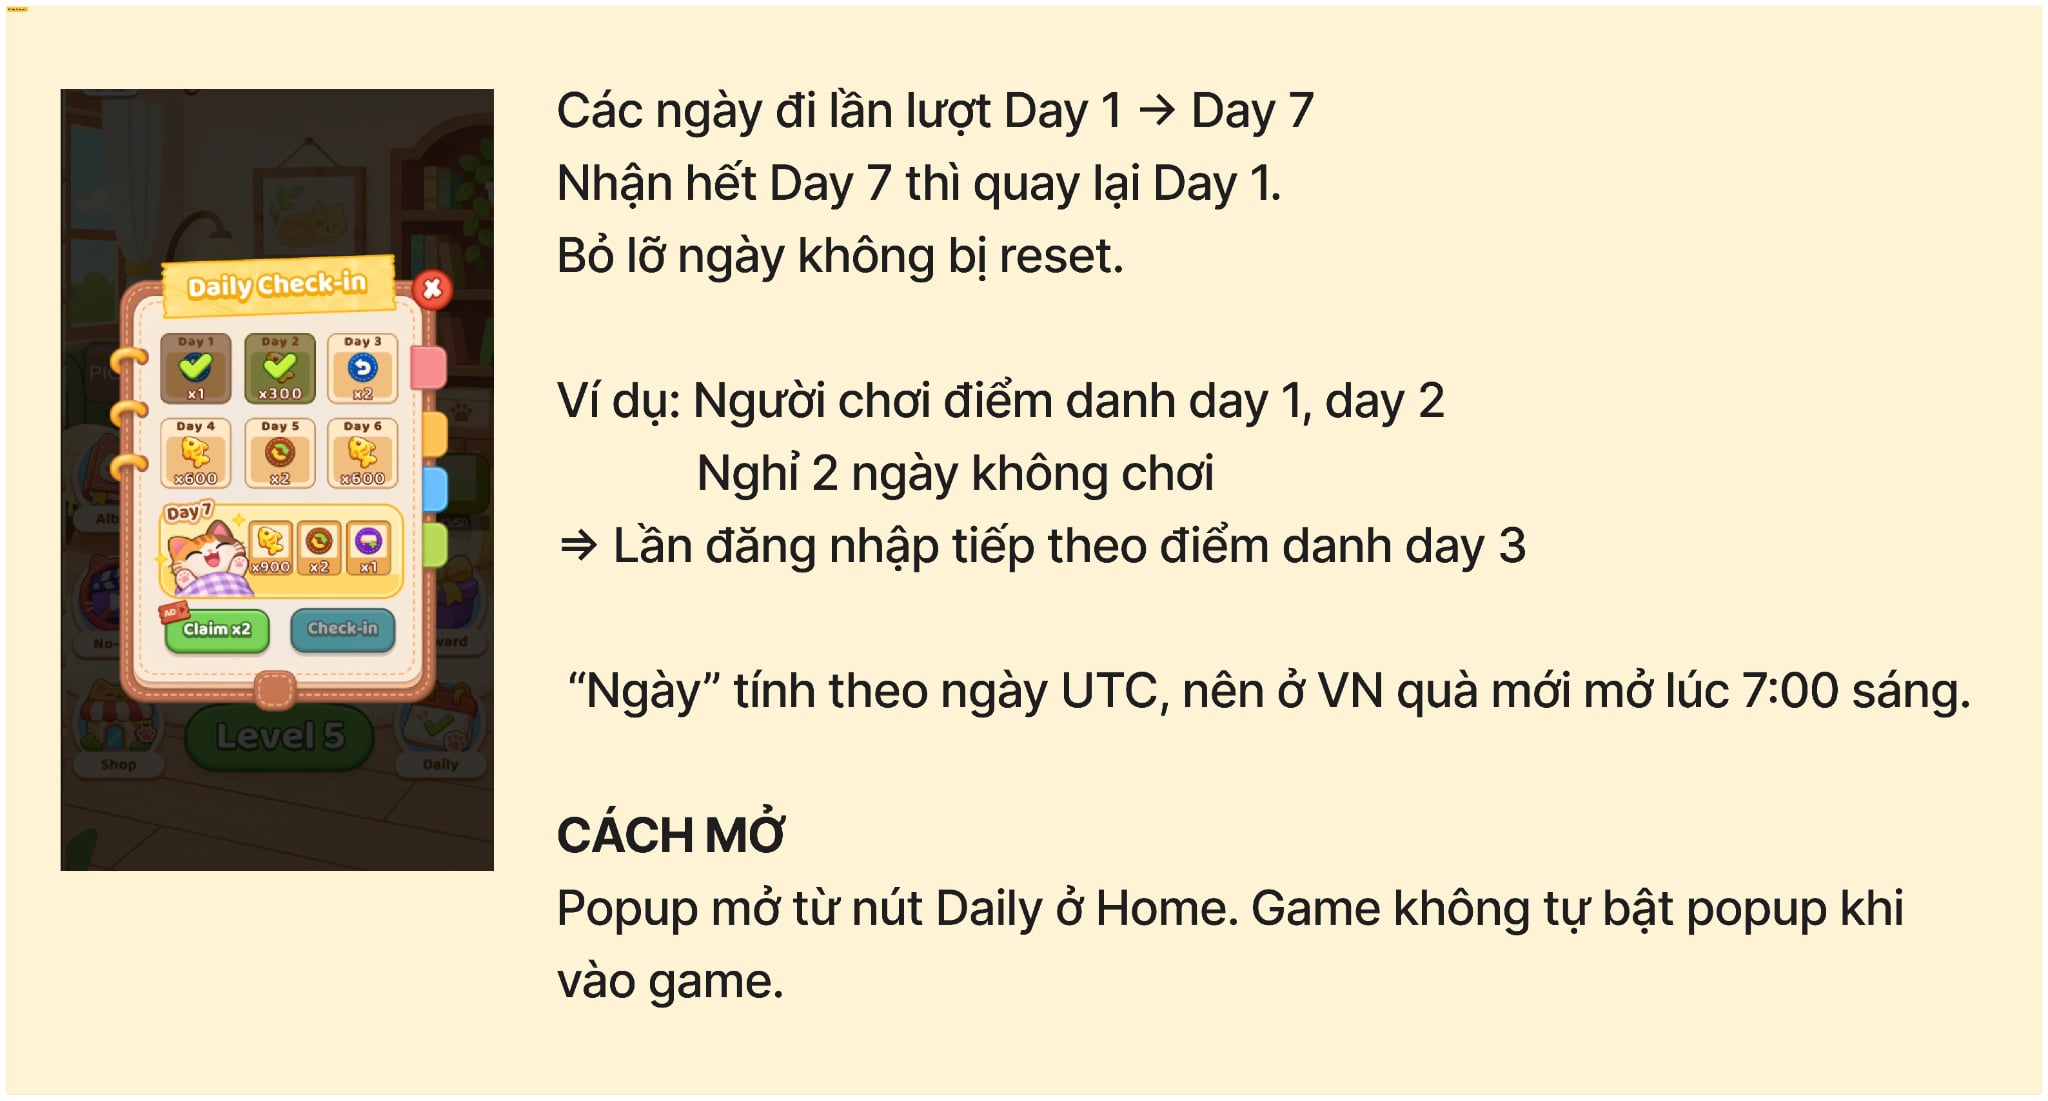 Daily Check-in
Day 1
x1
Day 2
x300
Day 3
x2
Day 4
x600
Day 5
x2
Day 6
x600
Day 7
x900
x2
x1
AD
Claim x2
Check-in
Level 5
Shop
Daily
Các ngày đi lần lượt Day 1 → Day 7
Nhận hết Day 7 thì quay lại Day 1.
Bỏ lỡ ngày không bị reset.
Ví dụ: Người chơi điểm danh day 1, day 2
Nghỉ 2 ngày không chơi
⇒ Lần đăng nhập tiếp theo điểm danh day 3
“Ngày” tính theo ngày UTC, nên ở VN quà mới mở lúc 7:00 sáng.
CÁCH MỞ
Popup mở từ nút Daily ở Home. Game không tự bật popup khi
vào game.